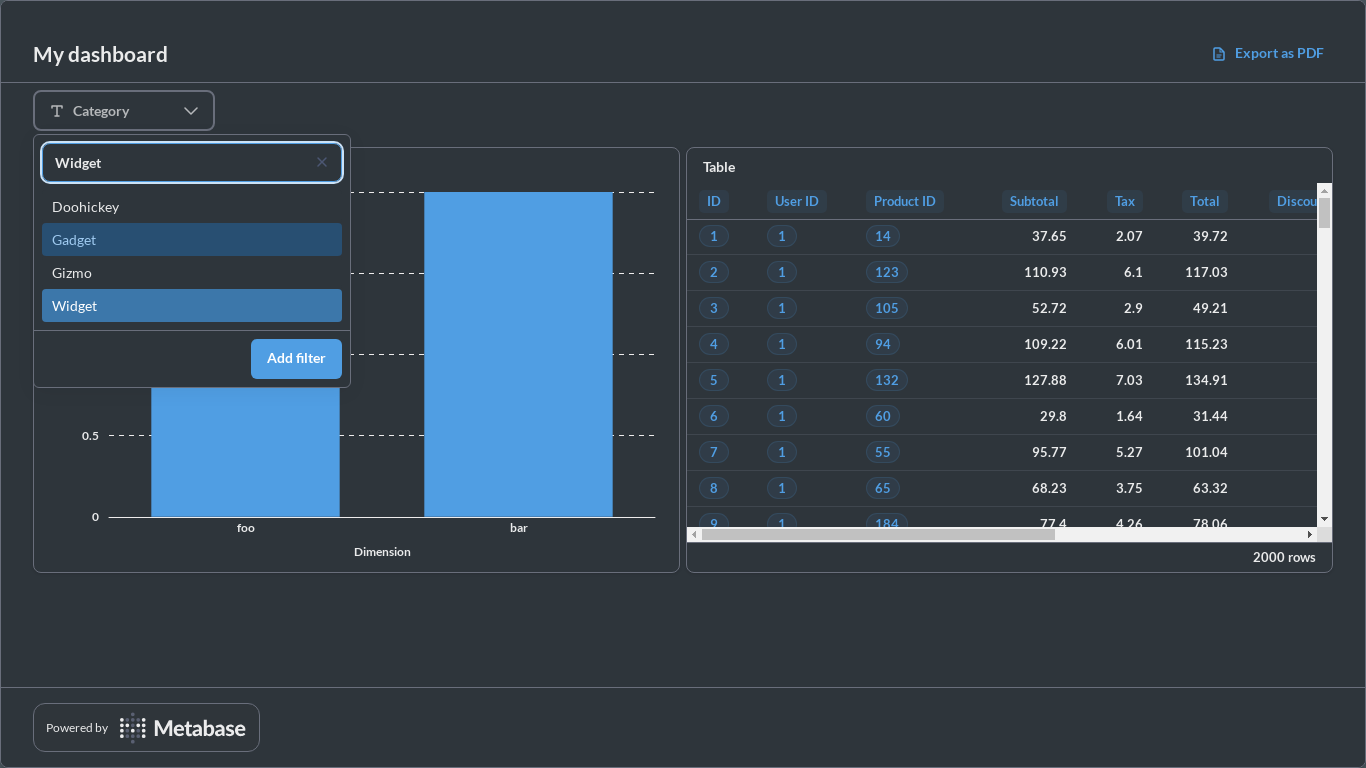 My dashboard
Export as PDF
Category
Widget
Doohickey
Gadget
Gizmo
Widget
Add filter
0.5
0
foo bar
Dimension
Table
ID User ID Product ID Subtotal Tax Total Discou
1 1 14 37.65 2.07 39.72
2 1 123 110.93 6.1 117.03
3 1 105 52.72 2.9 49.21
4 1 94 109.22 6.01 115.23
5 1 132 127.88 7.03 134.91
6 1 60 29.8 1.64 31.44
7 1 55 95.77 5.27 101.04
8 1 65 68.23 3.75 63.32
9 1 184 77.4 4.26 78.06
2000 rows
Powered by Metabase